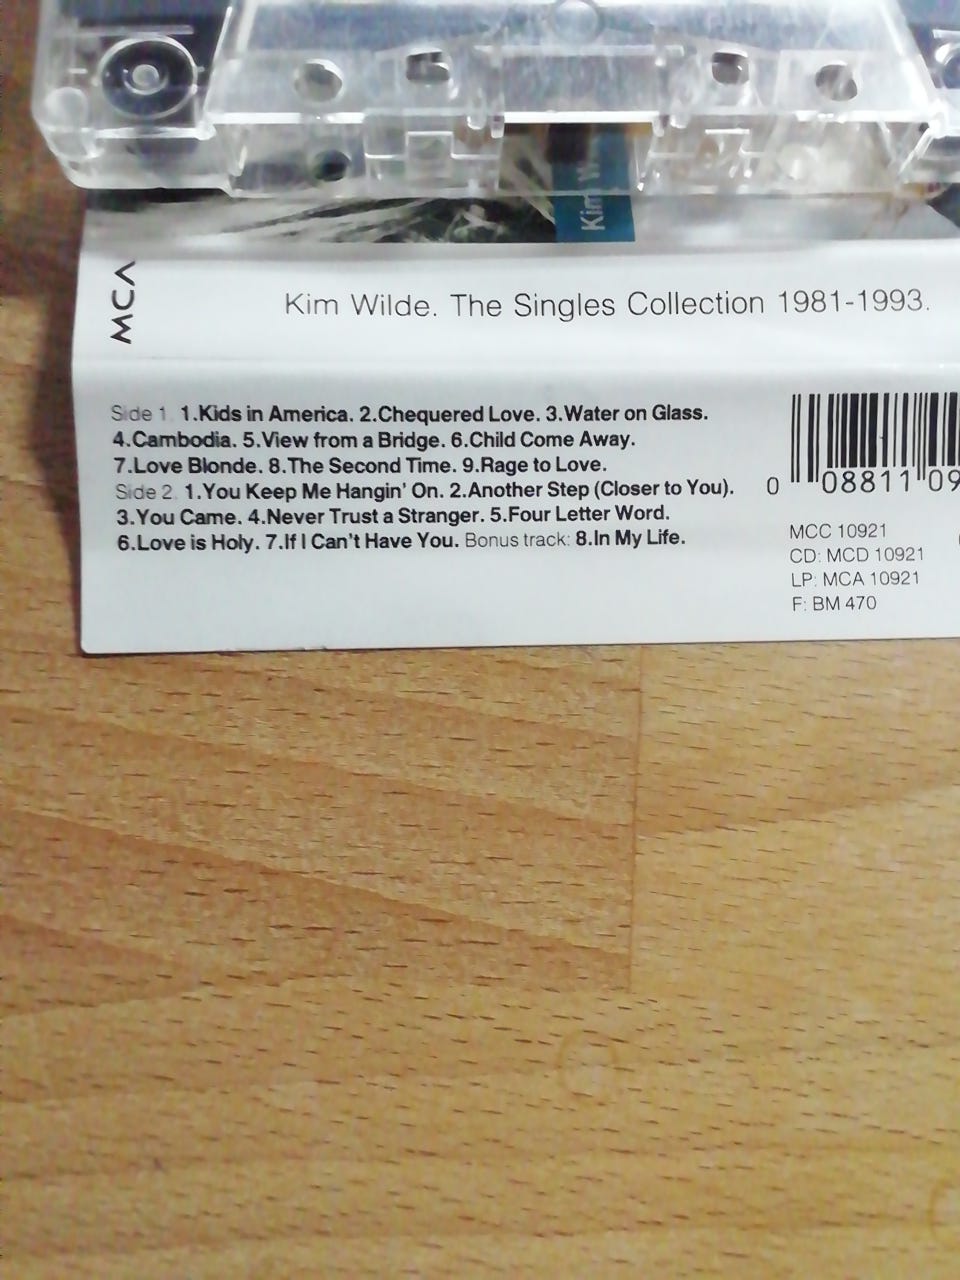 Kim W
MCA
Kim Wilde. The Singles Collection 1981-1993.
Side 1. 1.Kids in America. 2.Chequered Love. 3.Water on Glass.
4.Cambodia. 5.View from a Bridge. 6.Child Come Away.
7.Love Blonde. 8.The Second Time. 9.Rage to Love.
Side 2. 1.You Keep Me Hangin' On. 2.Another Step (Closer to You).
3.You Came. 4.Never Trust a Stranger. 5.Four Letter Word.
6.Love is Holy. 7.If I Can't Have You. Bonus track: 8.In My Life.
0 08811 09
MCC 10921
CD: MCD 10921
LP: MCA 10921
F: BM 470